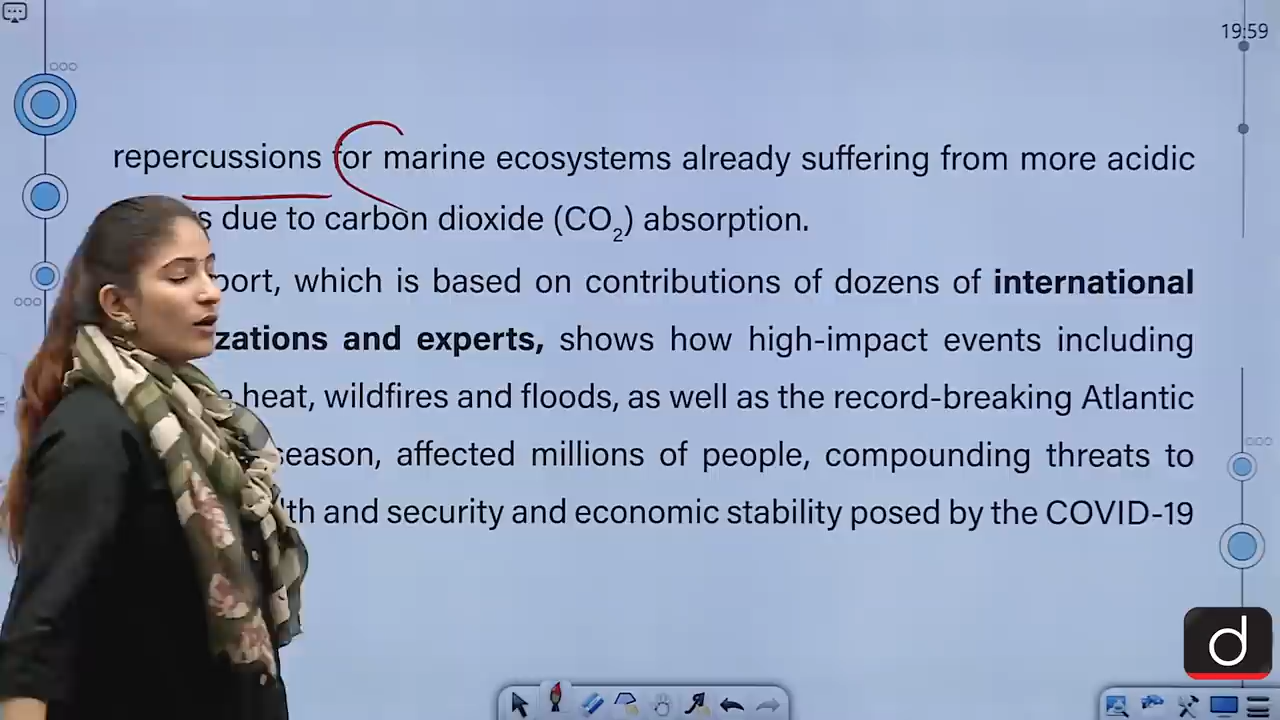 19:59
repercussions for marine ecosystems already suffering from more acidic
due to carbon dioxide (CO₂) absorption.
which is based on contributions of dozens of international
and experts, shows how high-impact events including
heat, wildfires and floods, as well as the record-breaking Atlantic
season, affected millions of people, compounding threats to
and security and economic stability posed by the COVID-19
d